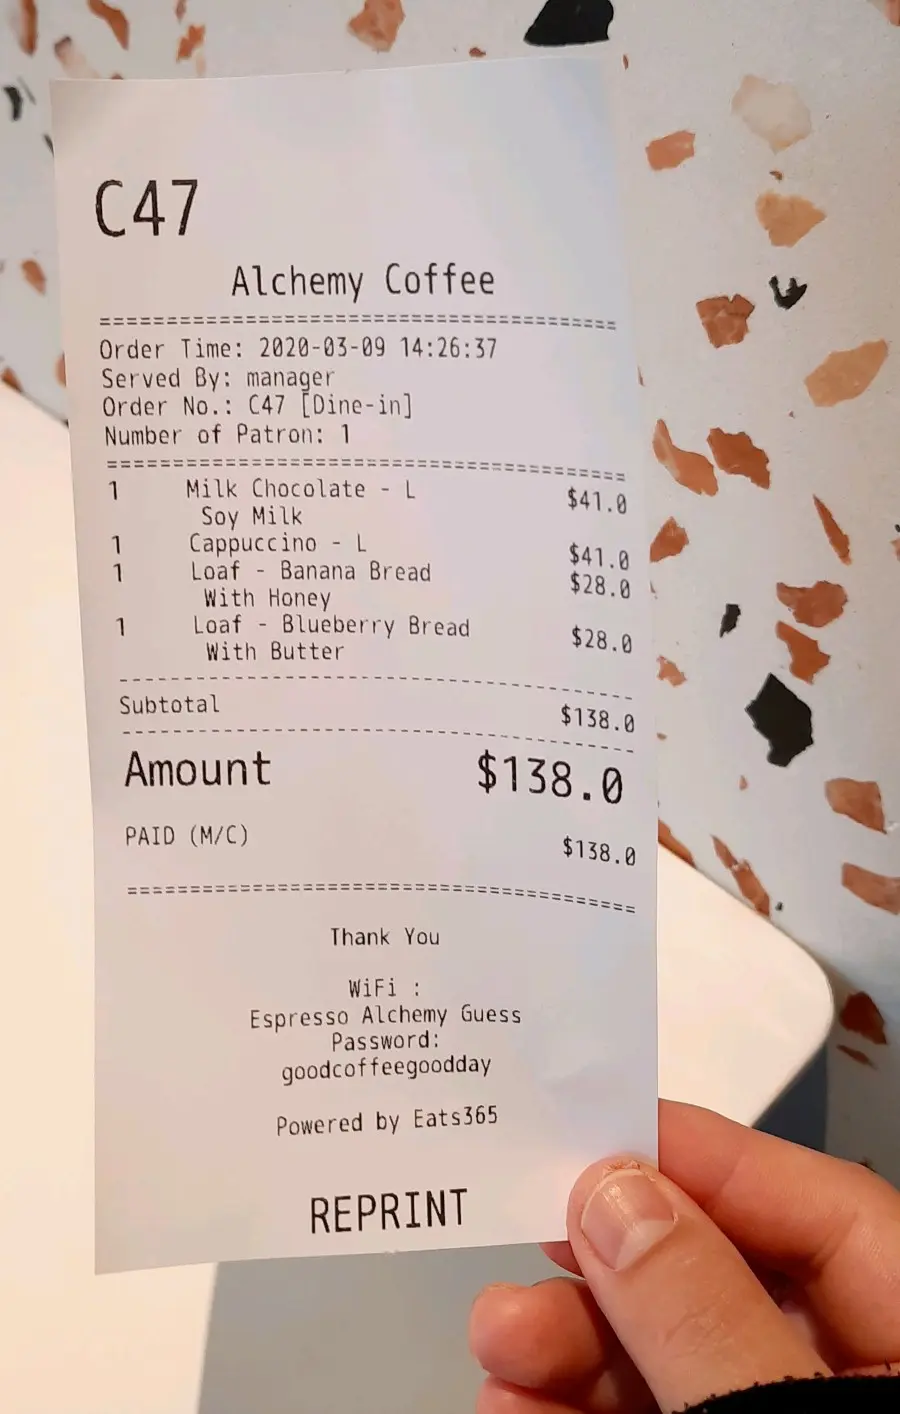 C47
Alchemy Coffee
==========================================
Order Time: 2020-03-09 14:26:37
Served By: manager
Order No.: C47 [Dine-in]
Number of Patron: 1
==========================================
1 Milk Chocolate - L $41.0
Soy Milk
1 Cappuccino - L $41.0
1 Loaf - Banana Bread $28.0
With Honey
1 Loaf - Blueberry Bread $28.0
With Butter
------------------------------------------
Subtotal $138.0
------------------------------------------
Amount $138.0
PAID (M/C) $138.0
==========================================
Thank You
WiFi :
Espresso Alchemy Guess
Password:
goodcoffeegoodday
Powered by Eats365
REPRINT